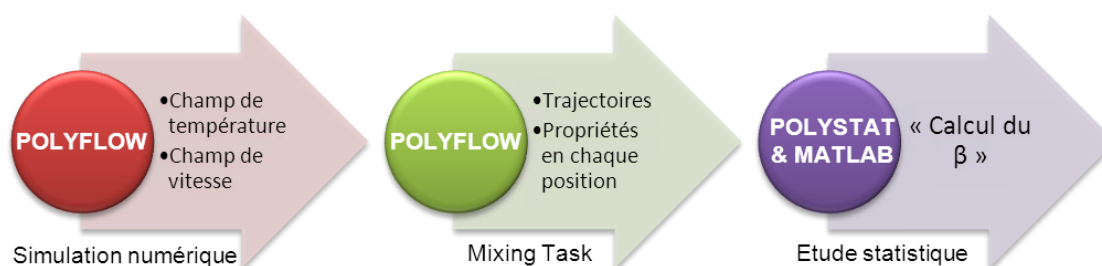 POLYFLOW
•Champ de
température
•Champ de
vitesse
Simulation numérique
POLYFLOW
•Trajectoires
•Propriétés
en chaque
position
Mixing Task
POLYSTAT
& MATLAB
« Calcul du
β »
Etude statistique